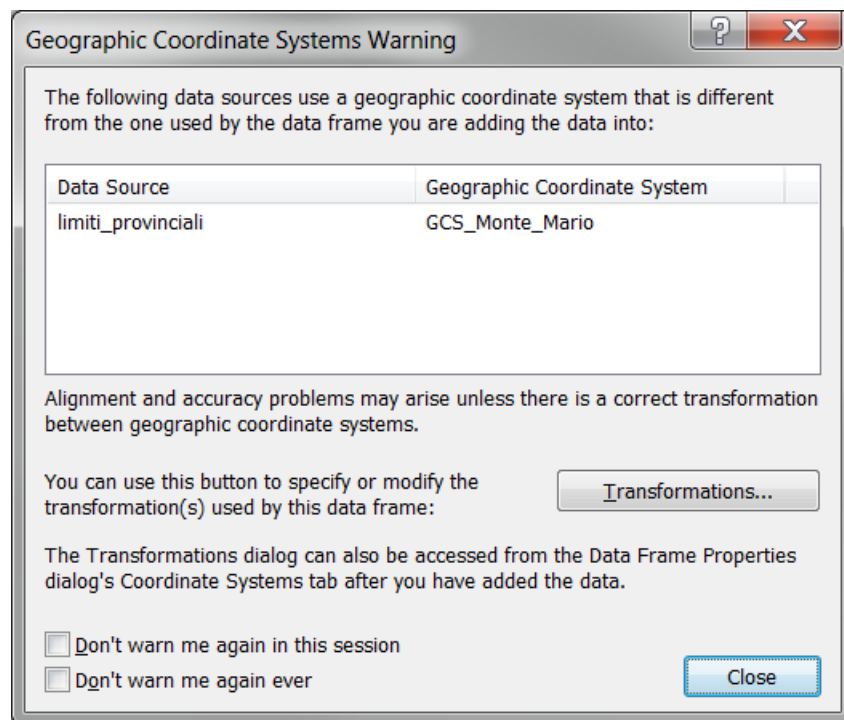 Geographic Coordinate Systems Warning
The following data sources use a geographic coordinate system that is different
from the one used by the data frame you are adding the data into:
Data Source Geographic Coordinate System
limiti_provinciali GCS_Monte_Mario
Alignment and accuracy problems may arise unless there is a correct transformation
between geographic coordinate systems.
You can use this button to specify or modify the
transformation(s) used by this data frame:
Transformations...
The Transformations dialog can also be accessed from the Data Frame Properties
dialog's Coordinate Systems tab after you have added the data.
Don't warn me again in this session
Don't warn me again ever
Close